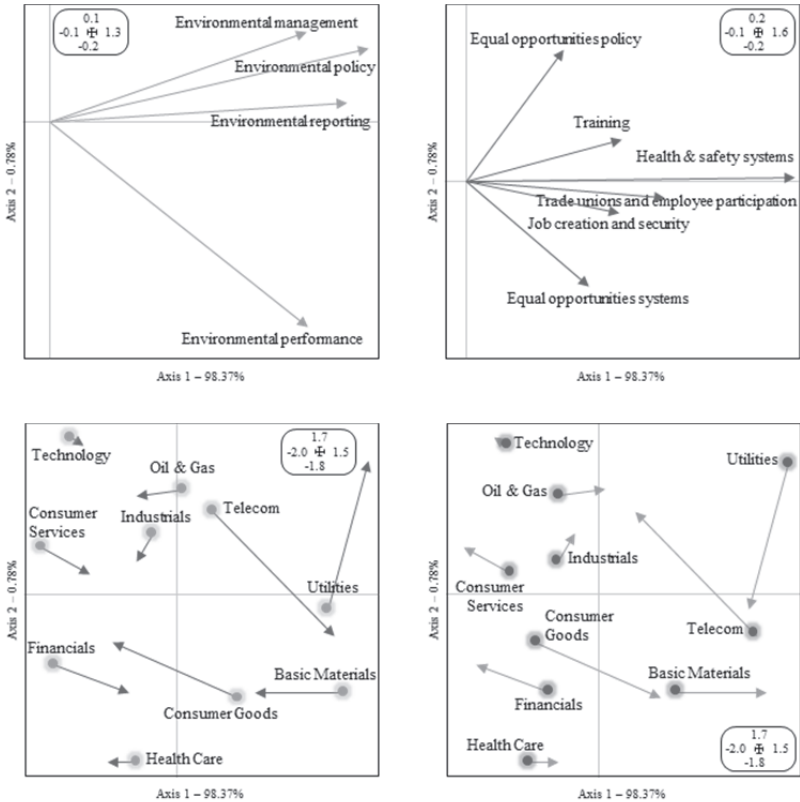 0.1
-0.1 ✠ 1.3
-0.2
Environmental management
Environmental policy
Environmental reporting
Environmental performance
Axis 2 – 0.78%
Axis 1 – 98.37%
0.2
-0.1 ✠ 1.6
-0.2
Equal opportunities policy
Training
Health & safety systems
Trade unions and employee participation
Job creation and security
Equal opportunities systems
Axis 2 – 0.78%
Axis 1 – 98.37%
1.7
-2.0 ✠ 1.5
-1.8
Technology
Oil & Gas
Consumer
Services
Industrials
Telecom
Utilities
Financials
Basic Materials
Consumer Goods
Health Care
Axis 2 – 0.78%
Axis 1 – 98.37%
Technology
Utilities
Oil & Gas
Industrials
Consumer
Services
Consumer
Goods
Telecom
Basic Materials
Financials
Health Care
1.7
-2.0 ✠ 1.5
-1.8
Axis 2 – 0.78%
Axis 1 – 98.37%